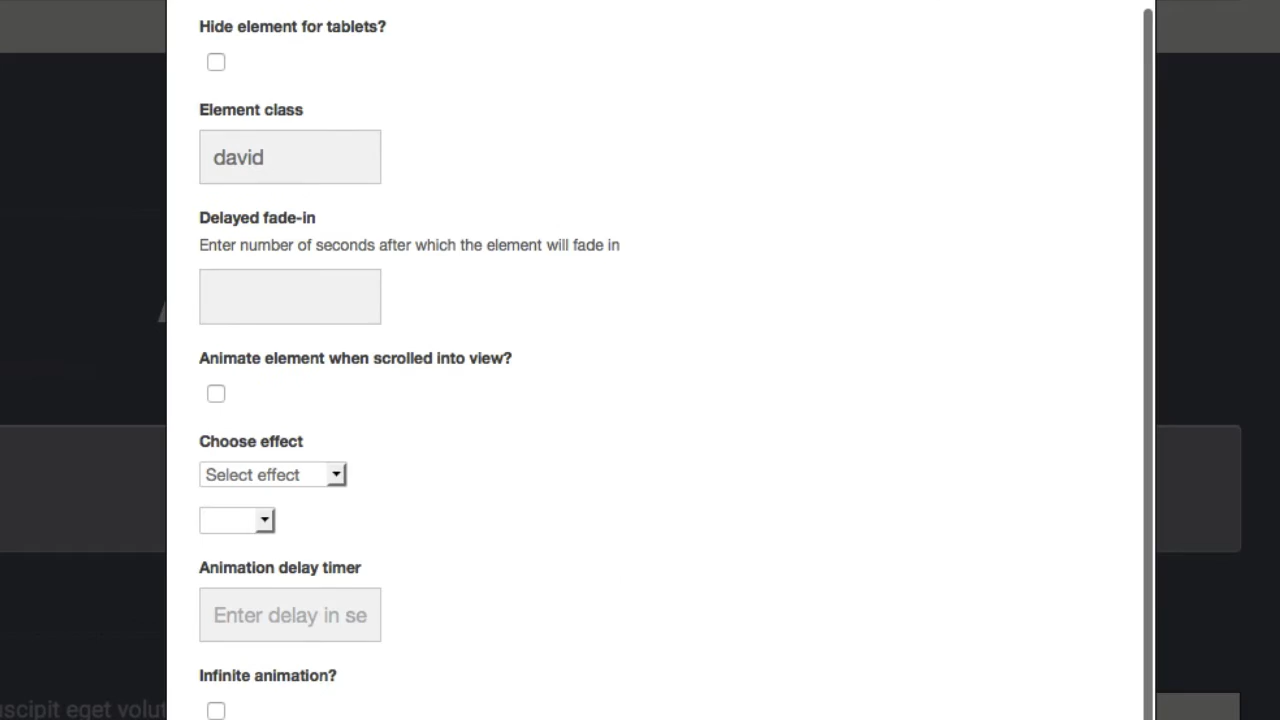 Hide element for tablets?
Element class
david
Delayed fade-in
Enter number of seconds after which the element will fade in
Animate element when scrolled into view?
Choose effect
Select effect
Animation delay timer
Enter delay in se
Infinite animation?
uscipit eget volut